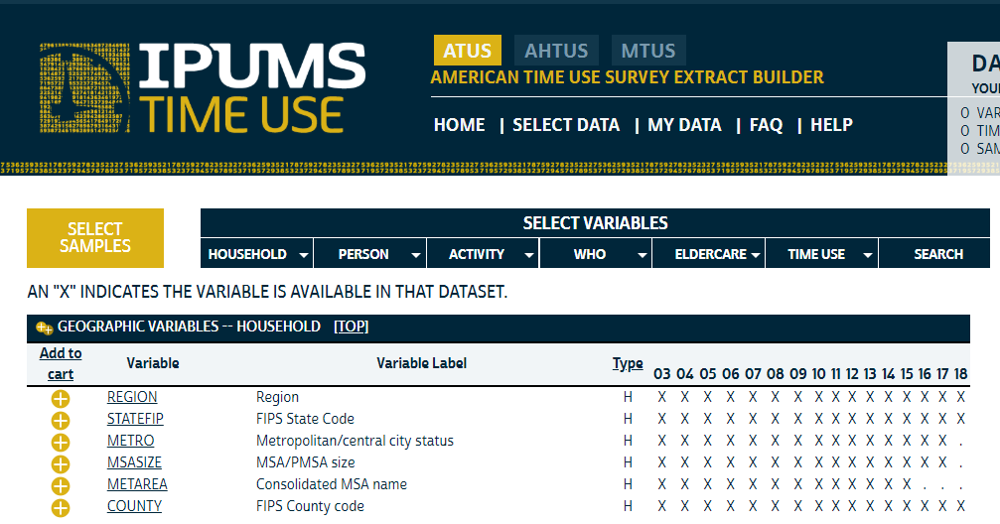 IPUMS
TIME USE
ATUS AHTUS MTUS
AMERICAN TIME USE SURVEY EXTRACT BUILDER
HOME | SELECT DATA | MY DATA | FAQ | HELP
DA
YOU
0 VAR
0 TIM
0 SAM
SELECT SAMPLES
SELECT VARIABLES
HOUSEHOLD PERSON ACTIVITY WHO ELDERCARE TIME USE SEARCH
AN "X" INDICATES THE VARIABLE IS AVAILABLE IN THAT DATASET.
GEOGRAPHIC VARIABLES -- HOUSEHOLD [TOP]
Add to cart Variable Variable Label Type 03 04 05 06 07 08 09 10 11 12 13 14 15 16 17 18
REGION Region H X X X X X X X X X X X X X X X X
STATEFIP FIPS State Code H X X X X X X X X X X X X X X X X
METRO Metropolitan/central city status H X X X X X X X X X X X X X X X .
MSASIZE MSA/PMSA size H X X X X X X X X X X X X X X X .
METAREA Consolidated MSA name H X X X X X X X X X X X X X . . .
COUNTY FIPS County code H X X X X X X X X X X X X X X X X